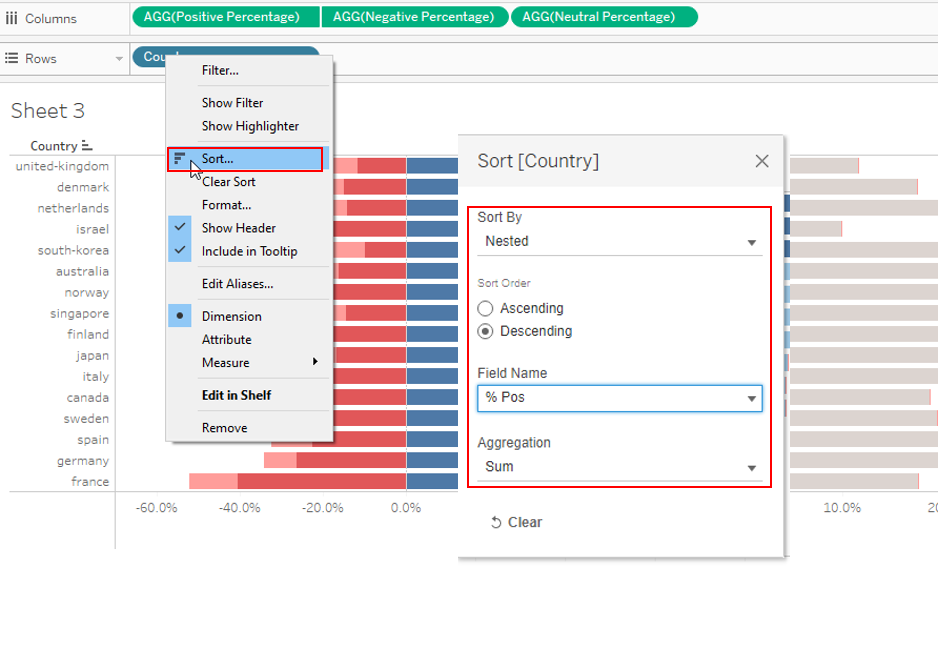 Columns
AGG(Positive Percentage) AGG(Negative Percentage) AGG(Neutral Percentage)
Rows
Sheet 3
Country
united-kingdom
denmark
netherlands
israel
south-korea
australia
norway
singapore
finland
japan
italy
canada
sweden
spain
germany
france
-60.0% -40.0% -20.0% 0.0% 10.0%
Filter...
Show Filter
Show Highlighter
Sort...
Clear Sort
Format...
Show Header
Include in Tooltip
Edit Aliases...
Dimension
Attribute
Measure
Edit in Shelf
Remove
Sort [Country]
Sort By
Nested
Sort Order
Ascending
Descending
Field Name
% Pos
Aggregation
Sum
Clear